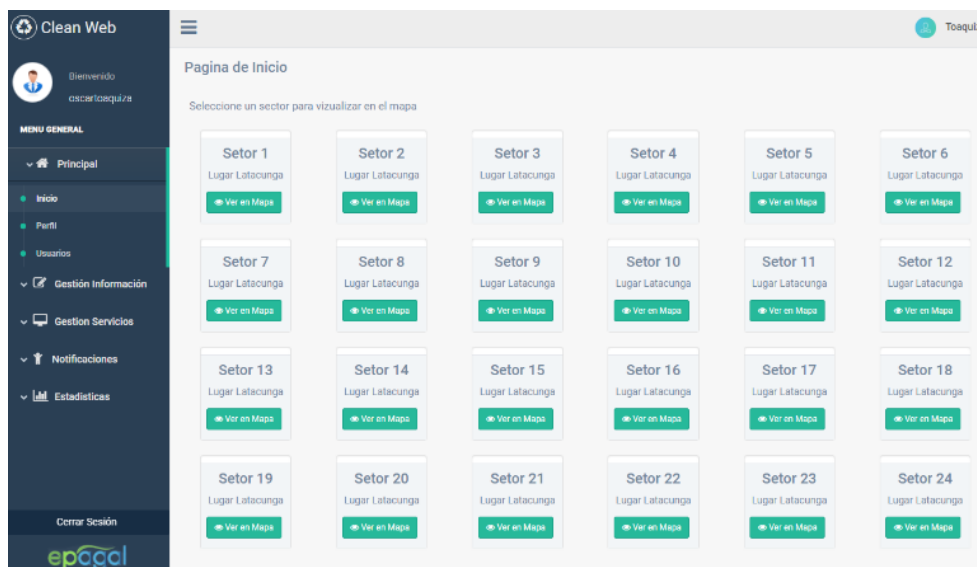 Clean Web
Bienvenido
oscartoaquiza
MENU GENERAL
Principal
Inicio
Perfil
Usuarios
Gestión Información
Gestion Servicios
Notificaciones
Estadisticas
Cerrar Sesión
epagal
Toaquiz
Pagina de Inicio
Seleccione un sector para vizualizar en el mapa
Setor 1 Setor 2 Setor 3 Setor 4 Setor 5 Setor 6
Lugar Latacunga Lugar Latacunga Lugar Latacunga Lugar Latacunga Lugar Latacunga Lugar Latacunga
Ver en Mapa Ver en Mapa Ver en Mapa Ver en Mapa Ver en Mapa Ver en Mapa
Setor 7 Setor 8 Setor 9 Setor 10 Setor 11 Setor 12
Lugar Latacunga Lugar Latacunga Lugar Latacunga Lugar Latacunga Lugar Latacunga Lugar Latacunga
Ver en Mapa Ver en Mapa Ver en Mapa Ver en Mapa Ver en Mapa Ver en Mapa
Setor 13 Setor 14 Setor 15 Setor 16 Setor 17 Setor 18
Lugar Latacunga Lugar Latacunga Lugar Latacunga Lugar Latacunga Lugar Latacunga Lugar Latacunga
Ver en Mapa Ver en Mapa Ver en Mapa Ver en Mapa Ver en Mapa Ver en Mapa
Setor 19 Setor 20 Setor 21 Setor 22 Setor 23 Setor 24
Lugar Latacunga Lugar Latacunga Lugar Latacunga Lugar Latacunga Lugar Latacunga Lugar Latacunga
Ver en Mapa Ver en Mapa Ver en Mapa Ver en Mapa Ver en Mapa Ver en Mapa